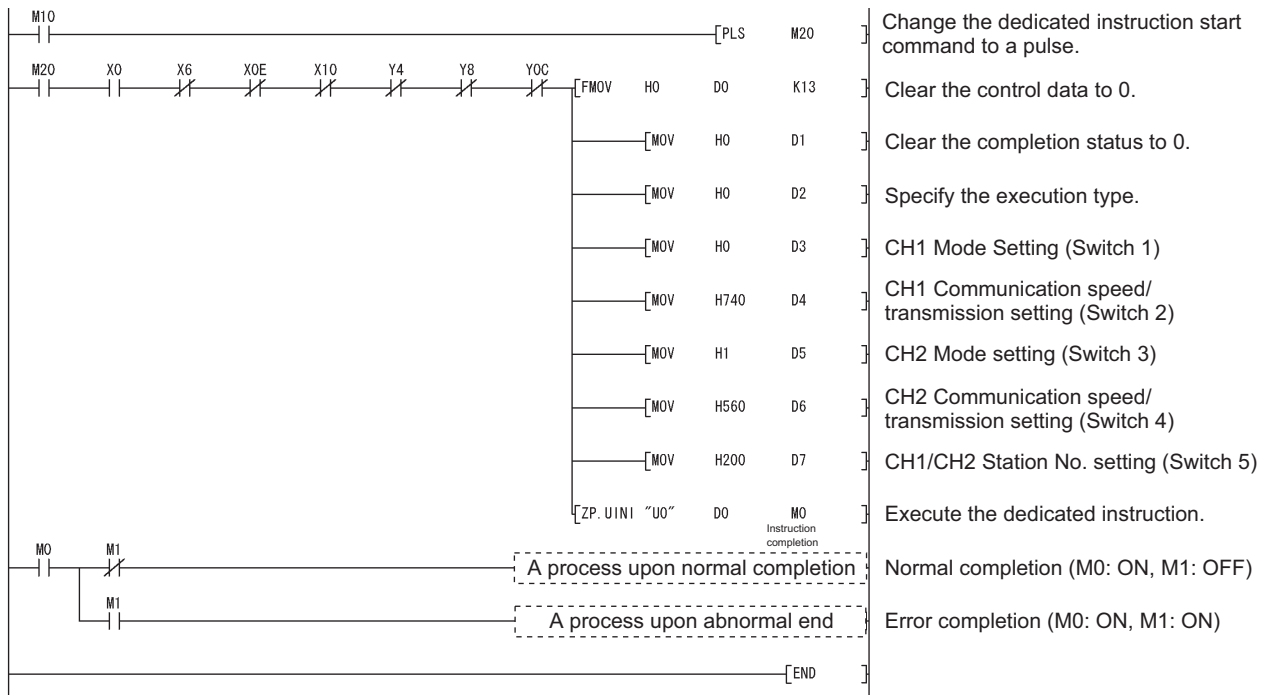 M10
[PLS M20 ]
Change the dedicated instruction start
command to a pulse.
M20 X0 X6 X0E X10 Y4 Y8 Y0C
[FMOV H0 D0 K13 ]
Clear the control data to 0.
[MOV H0 D1 ]
Clear the completion status to 0.
[MOV H0 D2 ]
Specify the execution type.
[MOV H0 D3 ]
CH1 Mode Setting (Switch 1)
[MOV H740 D4 ]
CH1 Communication speed/
transmission setting (Switch 2)
[MOV H1 D5 ]
CH2 Mode setting (Switch 3)
[MOV H560 D6 ]
CH2 Communication speed/
transmission setting (Switch 4)
[MOV H200 D7 ]
CH1/CH2 Station No. setting (Switch 5)
[ZP.UINI "U0" D0 M0 ]
Instruction
completion
Execute the dedicated instruction.
M0 M1
A process upon normal completion
Normal completion (M0: ON, M1: OFF)
M1
A process upon abnormal end
Error completion (M0: ON, M1: ON)
[END ]